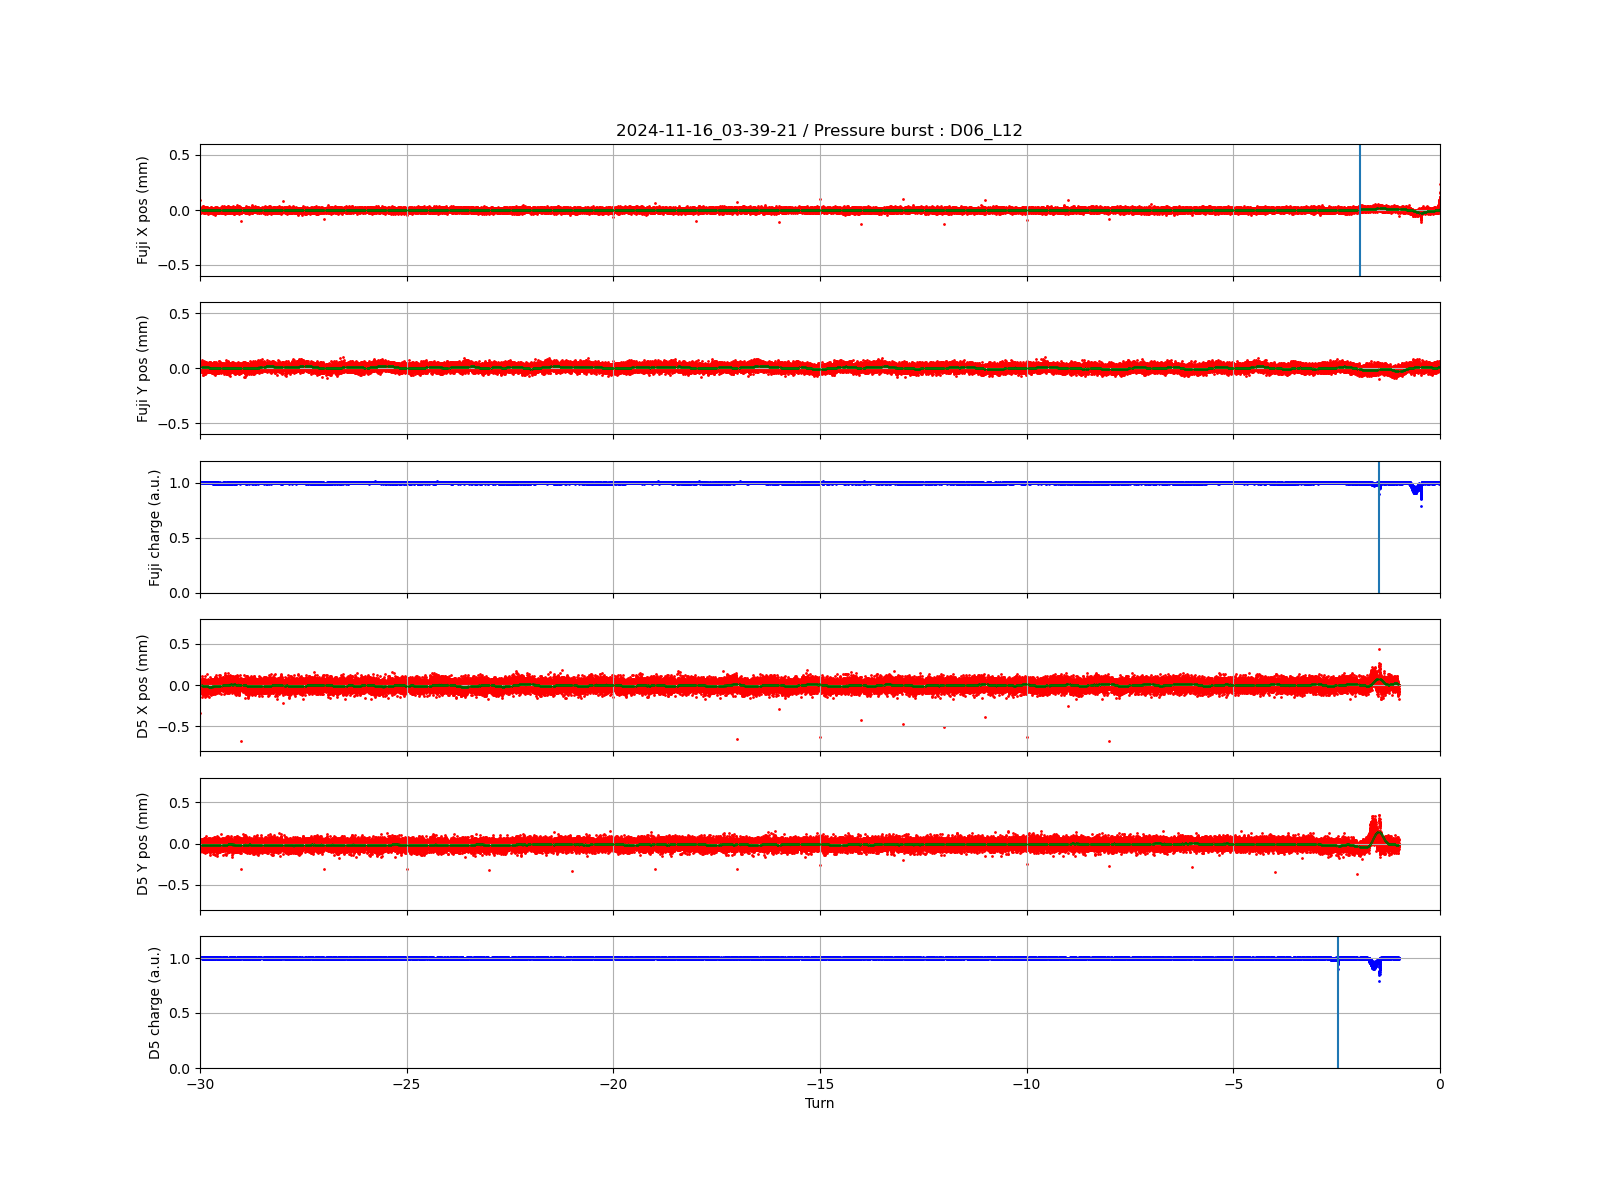 2024-11-16_03-39-21 / Pressure burst : D06_L12
Fuji X pos (mm)
0.5
0.0
−0.5
Fuji Y pos (mm)
0.5
0.0
−0.5
Fuji charge (a.u.)
1.0
0.5
0.0
D5 X pos (mm)
0.5
0.0
−0.5
D5 Y pos (mm)
0.5
0.0
−0.5
D5 charge (a.u.)
1.0
0.5
0.0
−30 −25 −20 −15 −10 −5 0
Turn